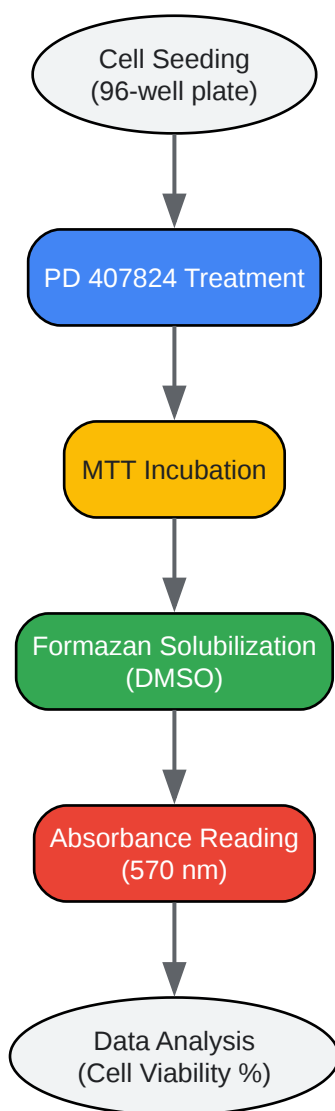 Cell Seeding
(96-well plate)
PD 407824 Treatment
MTT Incubation
Formazan Solubilization
(DMSO)
Absorbance Reading
(570 nm)
Data Analysis
(Cell Viability %)